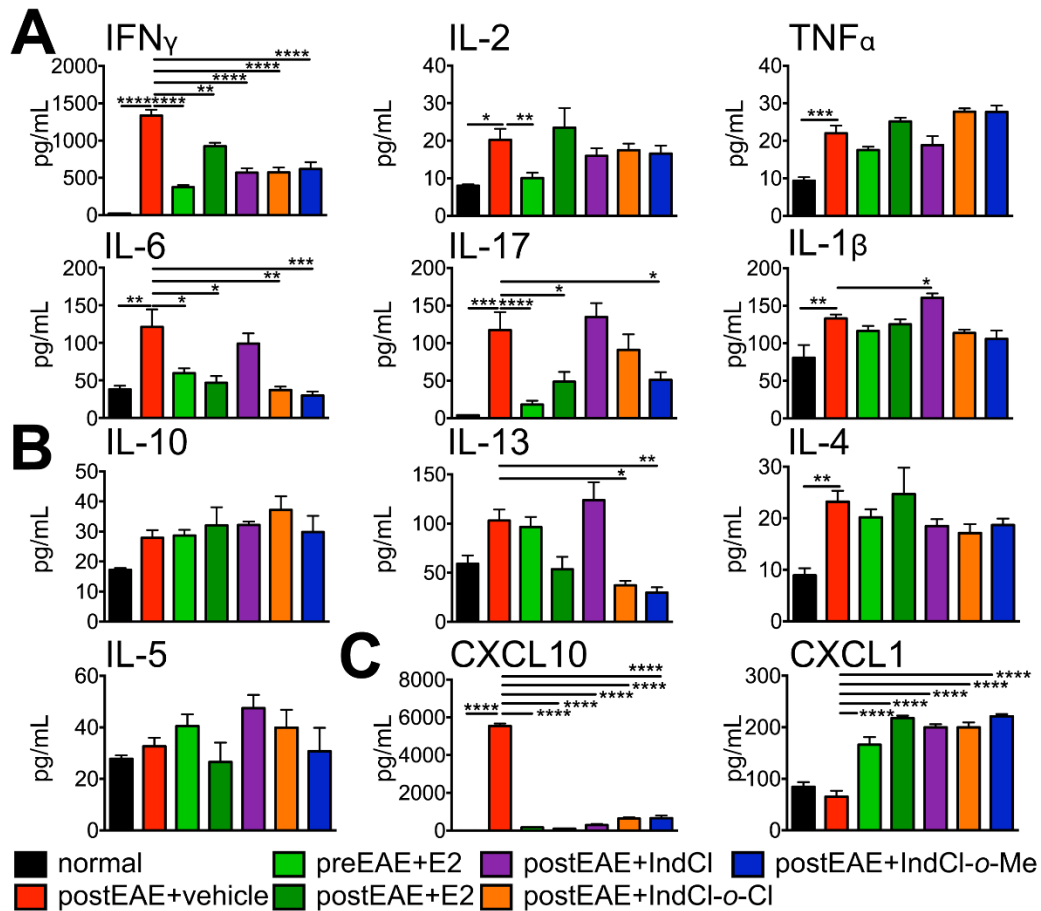 A
IFNγ
IL-2
TNFα
pg/mL
2000
1500
1000
500
0
**** **** ** **** **** ****
pg/mL
40
30
20
10
0
* **
pg/mL
40
30
20
10
0
***
IL-6
IL-17
IL-1β
pg/mL
200
150
100
50
0
** * * ** ***
pg/mL
200
150
100
50
0
*** **** * *
pg/mL
200
150
100
50
0
** *
B
IL-10
IL-13
IL-4
pg/mL
50
40
30
20
10
0
pg/mL
150
100
50
0
* **
pg/mL
30
20
10
0
**
IL-5
C
CXCL10
CXCL1
pg/mL
60
40
20
0
pg/mL
8000
6000
4000
2000
0
**** **** **** **** **** ****
pg/mL
300
200
100
0
**** **** **** **** ****
normal preEAE+E2 postEAE+IndCl postEAE+IndCl-o-Me
postEAE+vehicle postEAE+E2 postEAE+IndCl-o-Cl